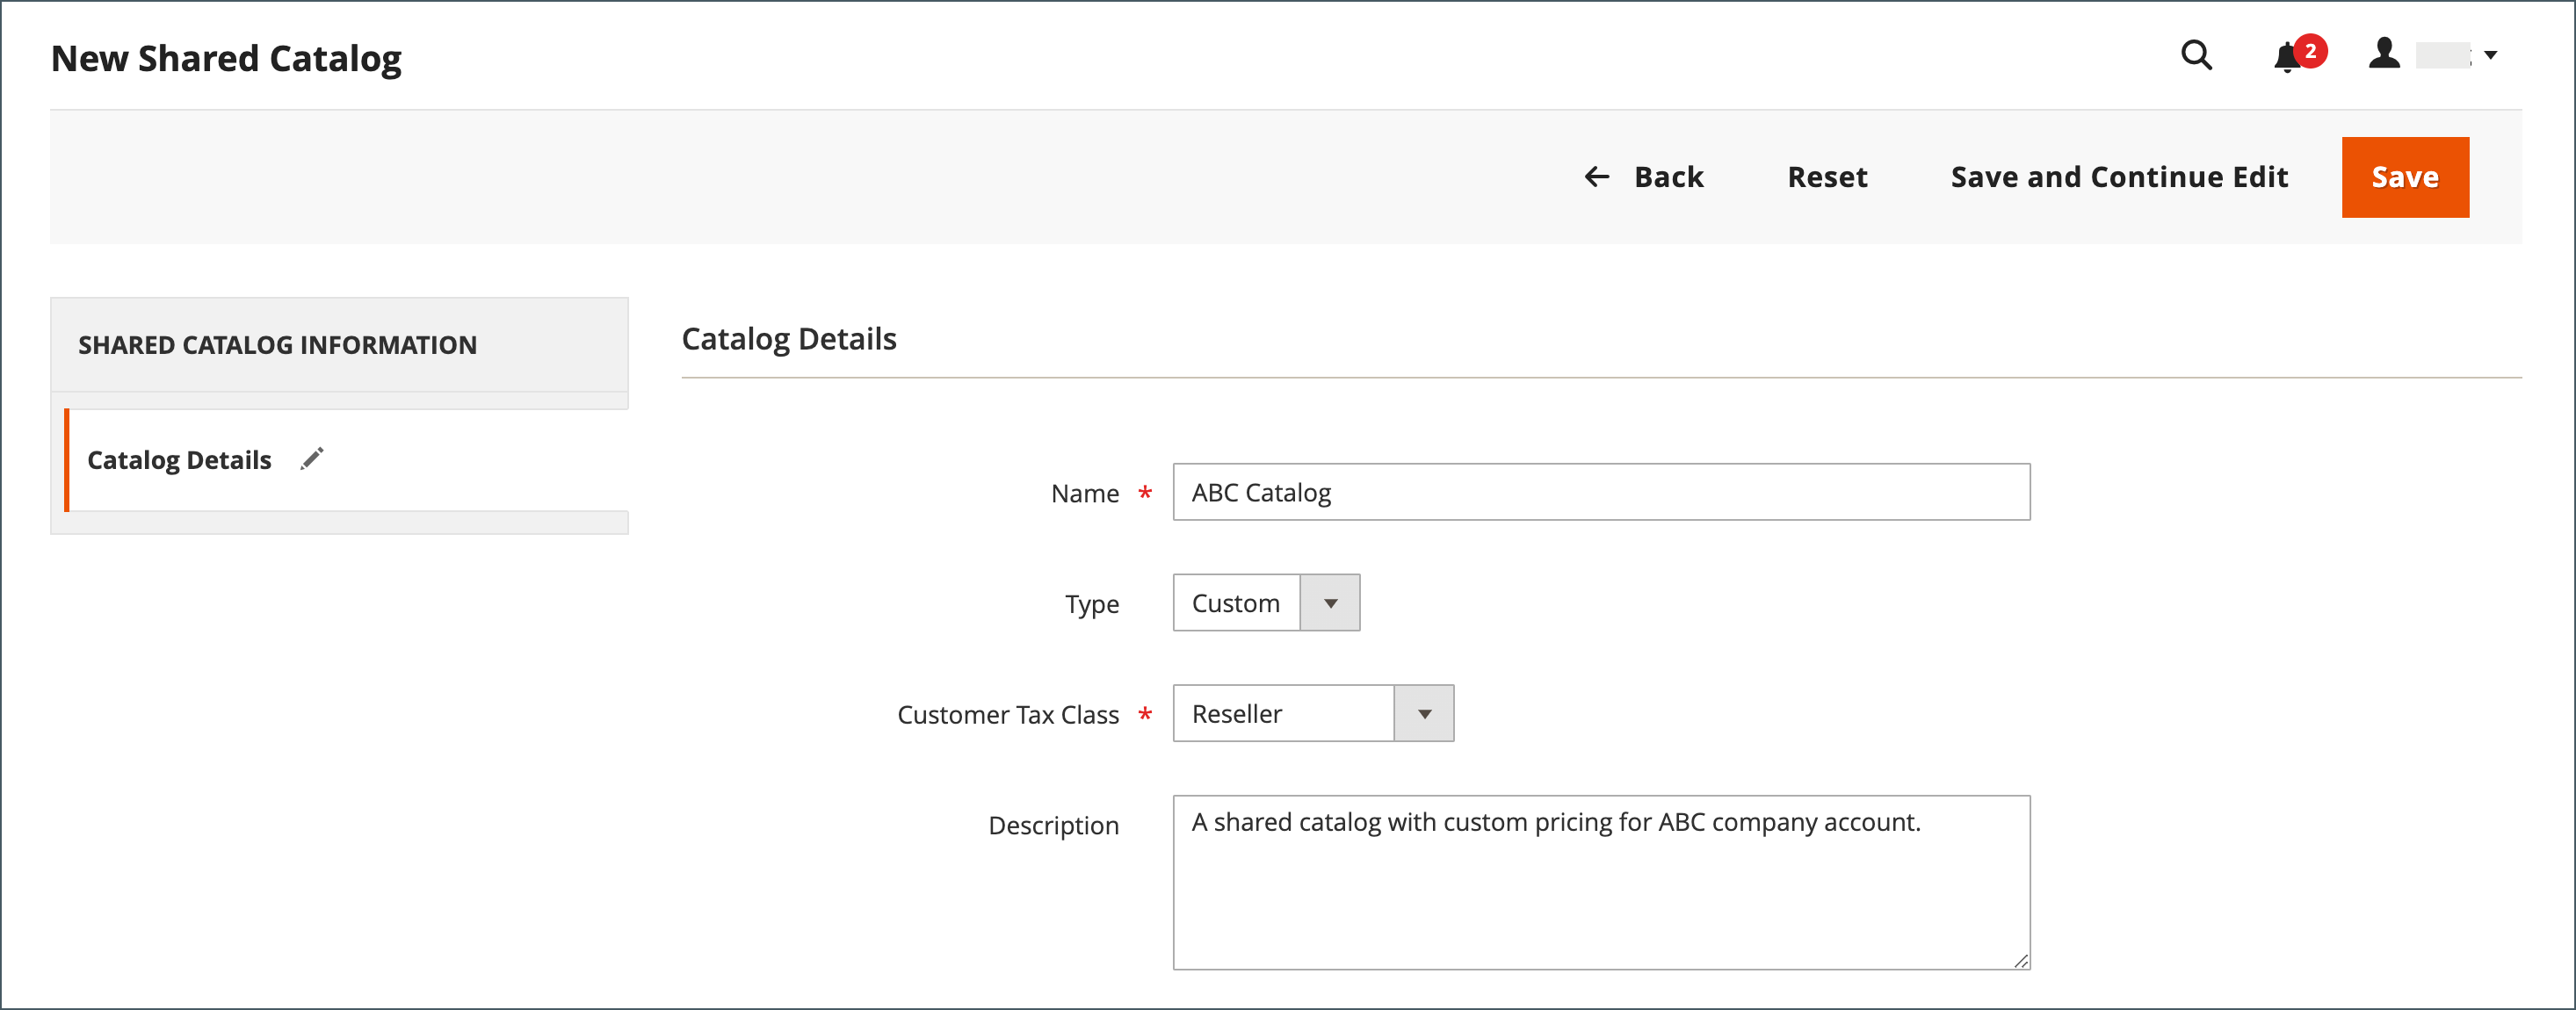 New Shared Catalog
2
Back
Reset
Save and Continue Edit
Save
SHARED CATALOG INFORMATION
Catalog Details
Catalog Details
Name *
ABC Catalog
Type
Custom
Customer Tax Class *
Reseller
Description
A shared catalog with custom pricing for ABC company account.